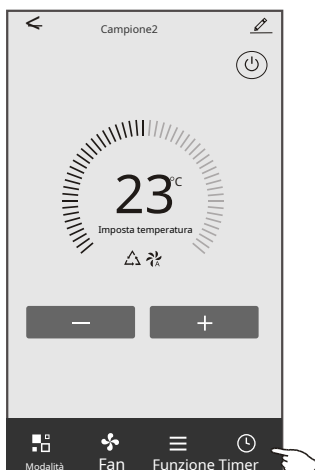 Campione2
23°C
Imposta temperatura
A
— +
Modalità Fan Funzione Timer